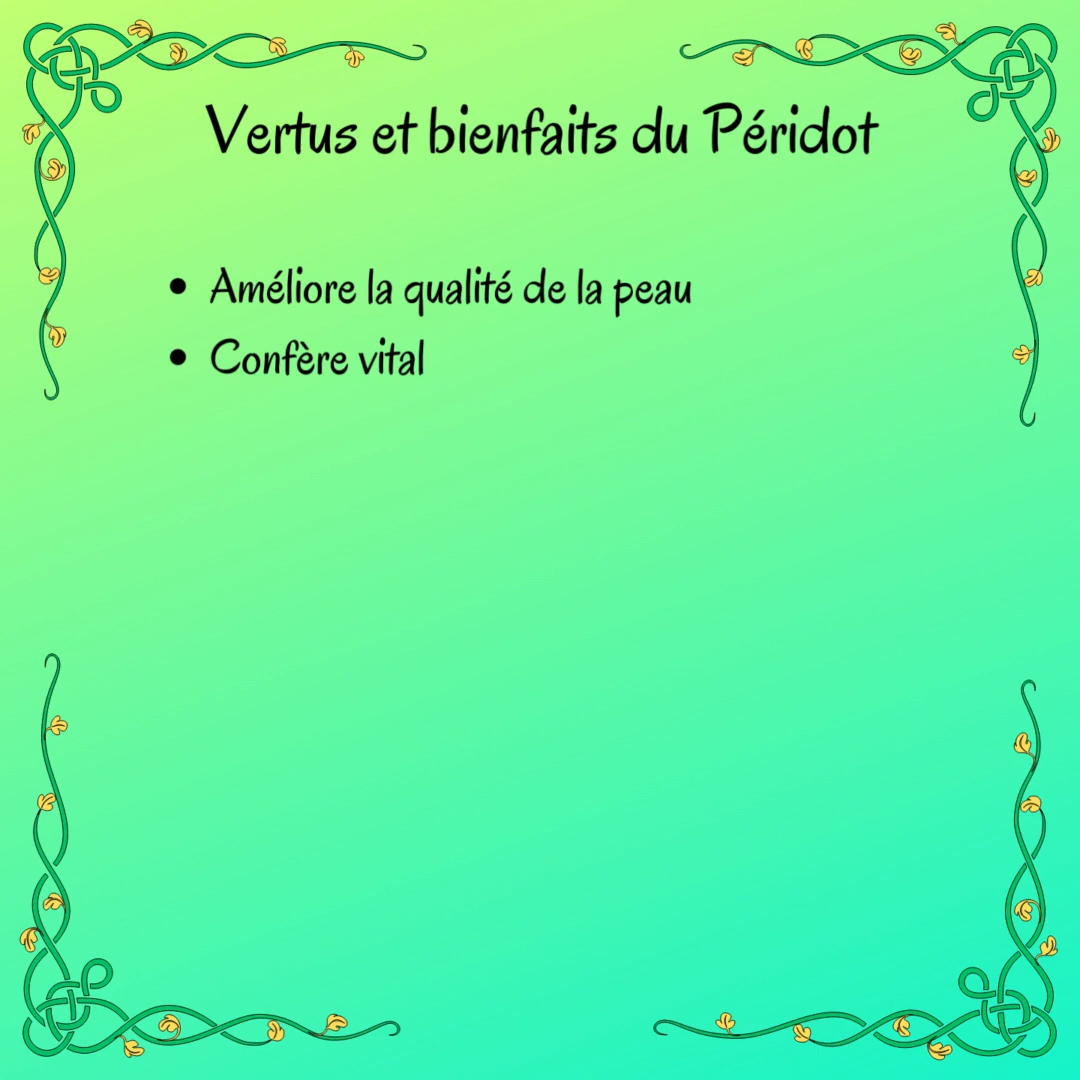 Vertus et bienfaits du Péridot
• Améliore la qualité de la peau
• Confère vital